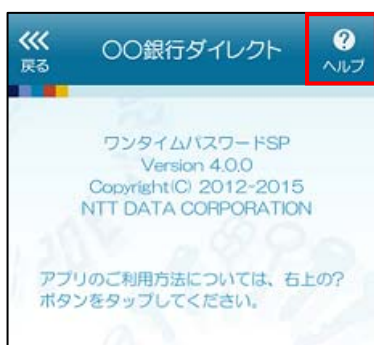 <<< 戻る
〇〇銀行ダイレクト
? ヘルプ
ワンタイムパスワードSP
Version 4.0.0
Copyright(C) 2012-2015
NTT DATA CORPORATION
アプリのご利用方法については、右上の?
ボタンをタップしてください。